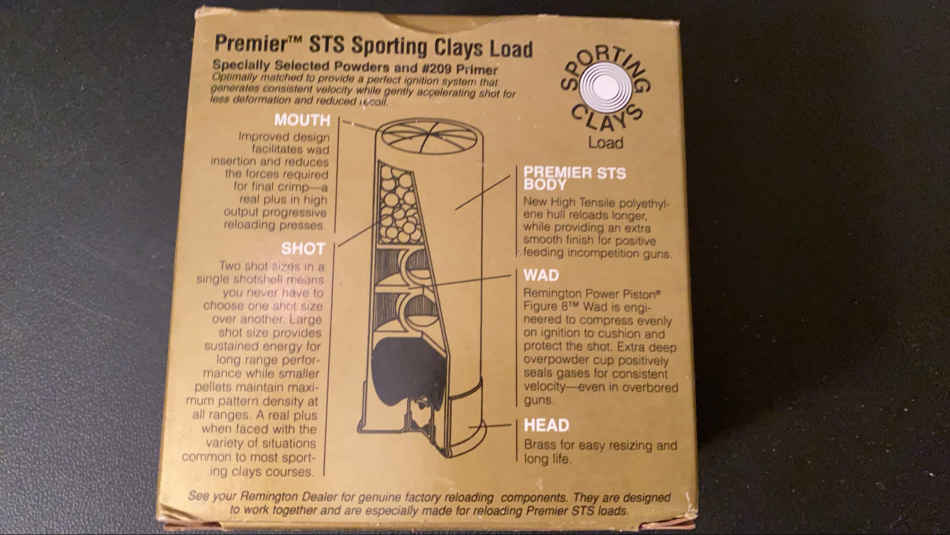 Premier™ STS Sporting Clays Load
Specially Selected Powders and #209 Primer
Optimally matched to provide a perfect ignition system that
generates consistent velocity while gently accelerating shot for
less deformation and reduced recoil.
SPORTING
CLAYS
Load
MOUTH
Improved design
facilitates wad
insertion and reduces
the forces required
for final crimp—a
real plus in high
output progressive
reloading presses.
SHOT
Two shot sizes in a
single shotshell means
you never have to
choose one shot size
over another. Large
shot size provides
sustained energy for
long range perfor-
mance while smaller
pellets maintain maxi-
mum pattern density at
all ranges. A real plus
when faced with the
variety of situations
common to most sport-
ing clays courses.
PREMIER STS
BODY
New High Tensile polyethyl-
ene hull reloads longer,
while providing an extra
smooth finish for positive
feeding incompetition guns.
WAD
Remington Power Piston®
Figure 8™ Wad is engi-
neered to compress evenly
on ignition to cushion and
protect the shot. Extra deep
overpowder cup positively
seals gases for consistent
velocity—even in overbored
guns.
HEAD
Brass for easy resizing and
long life.
See your Remington Dealer for genuine factory reloading components. They are designed
to work together and are especially made for reloading Premier STS loads.